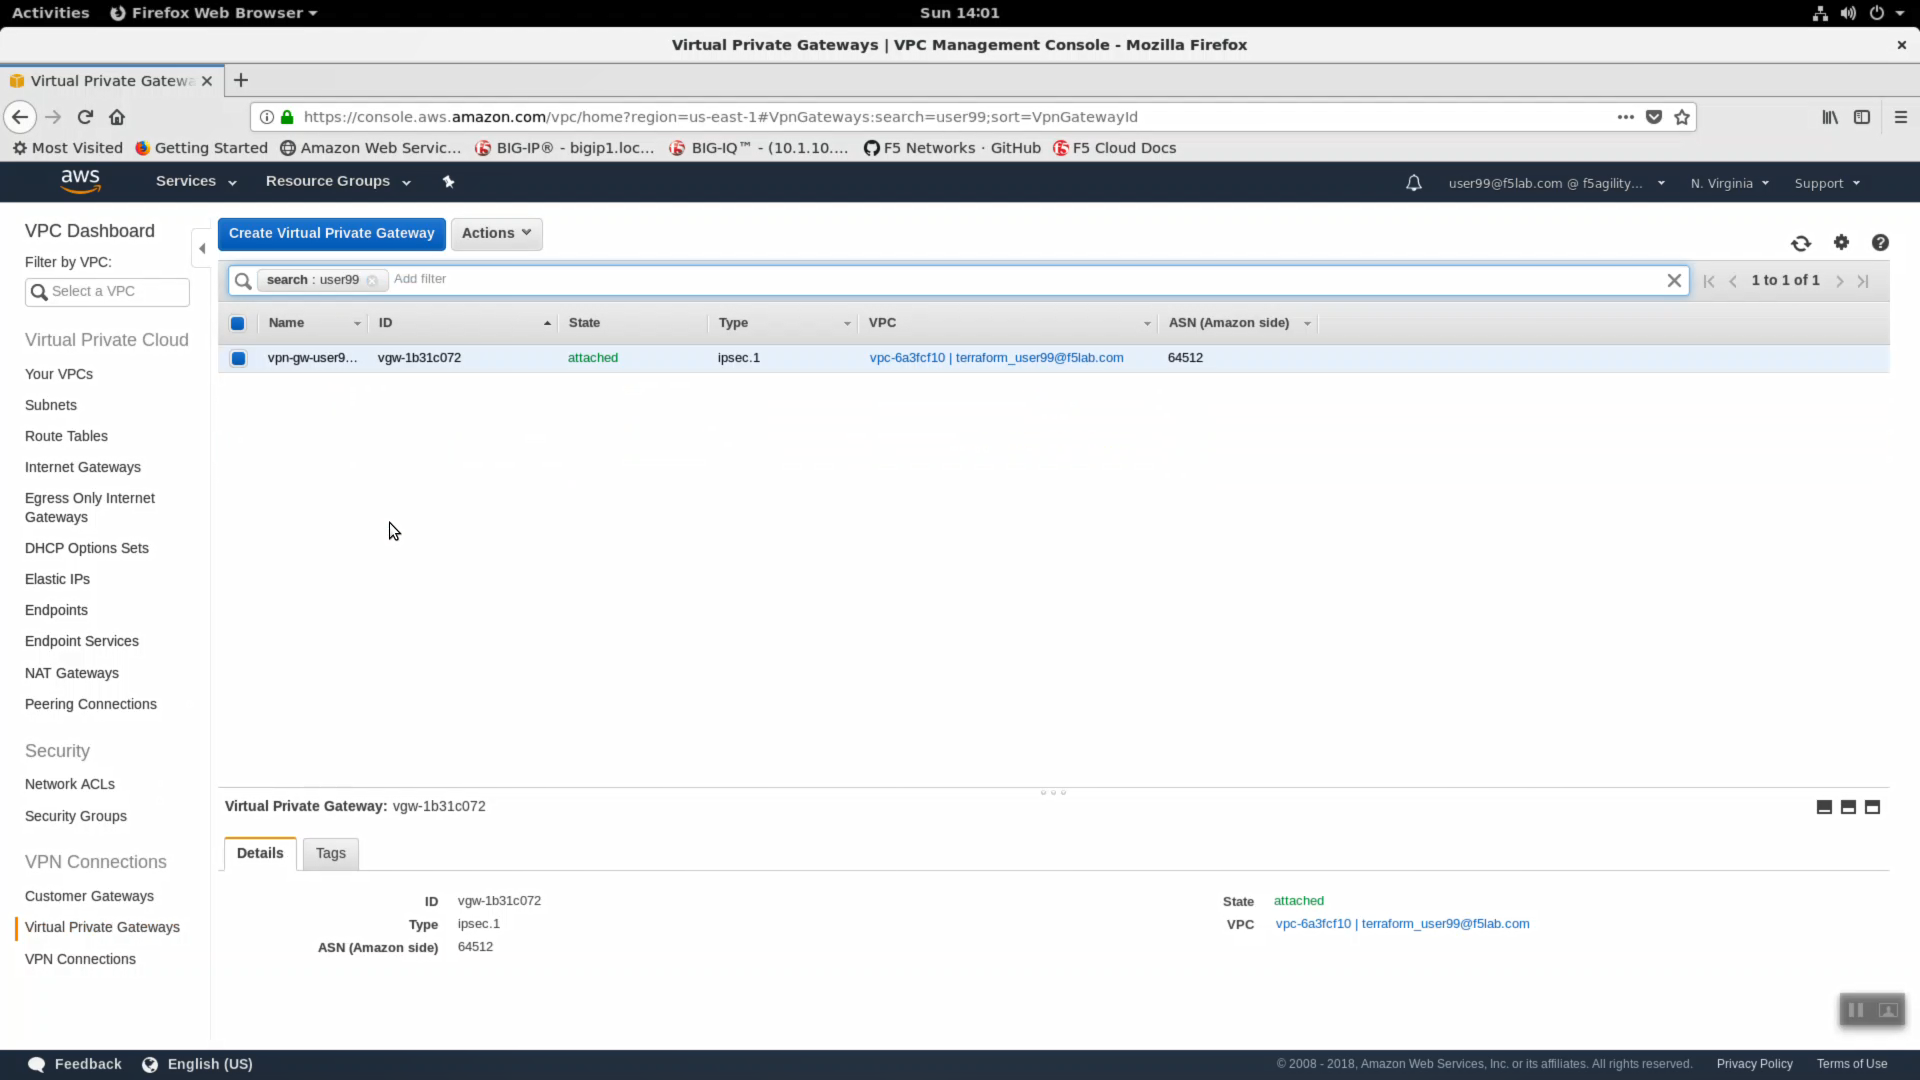 Activities Firefox Web Browser Sun 14:01
Virtual Private Gateways | VPC Management Console - Mozilla Firefox
Virtual Private Gatewa
https://console.aws.amazon.com/vpc/home?region=us-east-1#VpnGateways:search=user99;sort=VpnGatewayId
Most Visited Getting Started Amazon Web Servic... BIG-IP® - bigip1.loc... BIG-IQ™ - (10.1.10.... F5 Networks · GitHub F5 Cloud Docs
aws Services Resource Groups user99@f5lab.com @ f5agility... N. Virginia Support
VPC Dashboard
Filter by VPC:
Select a VPC
Virtual Private Cloud
Your VPCs
Subnets
Route Tables
Internet Gateways
Egress Only Internet
Gateways
DHCP Options Sets
Elastic IPs
Endpoints
Endpoint Services
NAT Gateways
Peering Connections
Security
Network ACLs
Security Groups
VPN Connections
Customer Gateways
Virtual Private Gateways
VPN Connections
Create Virtual Private Gateway Actions
search : user99 Add filter 1 to 1 of 1
Name ID State Type VPC ASN (Amazon side)
vpn-gw-user9... vgw-1b31c072 attached ipsec.1 vpc-6a3fcf10 | terraform_user99@f5lab.com 64512
Virtual Private Gateway: vgw-1b31c072
Details Tags
ID vgw-1b31c072 State attached
Type ipsec.1 VPC vpc-6a3fcf10 | terraform_user99@f5lab.com
ASN (Amazon side) 64512
Feedback English (US) © 2008 - 2018, Amazon Web Services, Inc. or its affiliates. All rights reserved. Privacy Policy Terms of Use